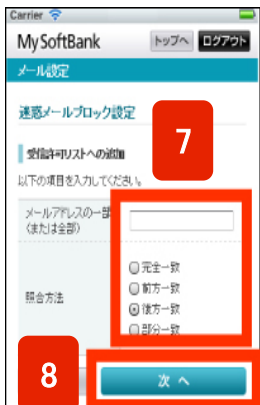 Carrier
My SoftBank
トップへ ログアウト
メール設定
迷惑メールブロック設定
7
受信許可リストへの追加
以下の項目を入力してください。
メールアドレスの一部
(または全部)
照合方法
完全一致
前方一致
後方一致
部分一致
8
次へ